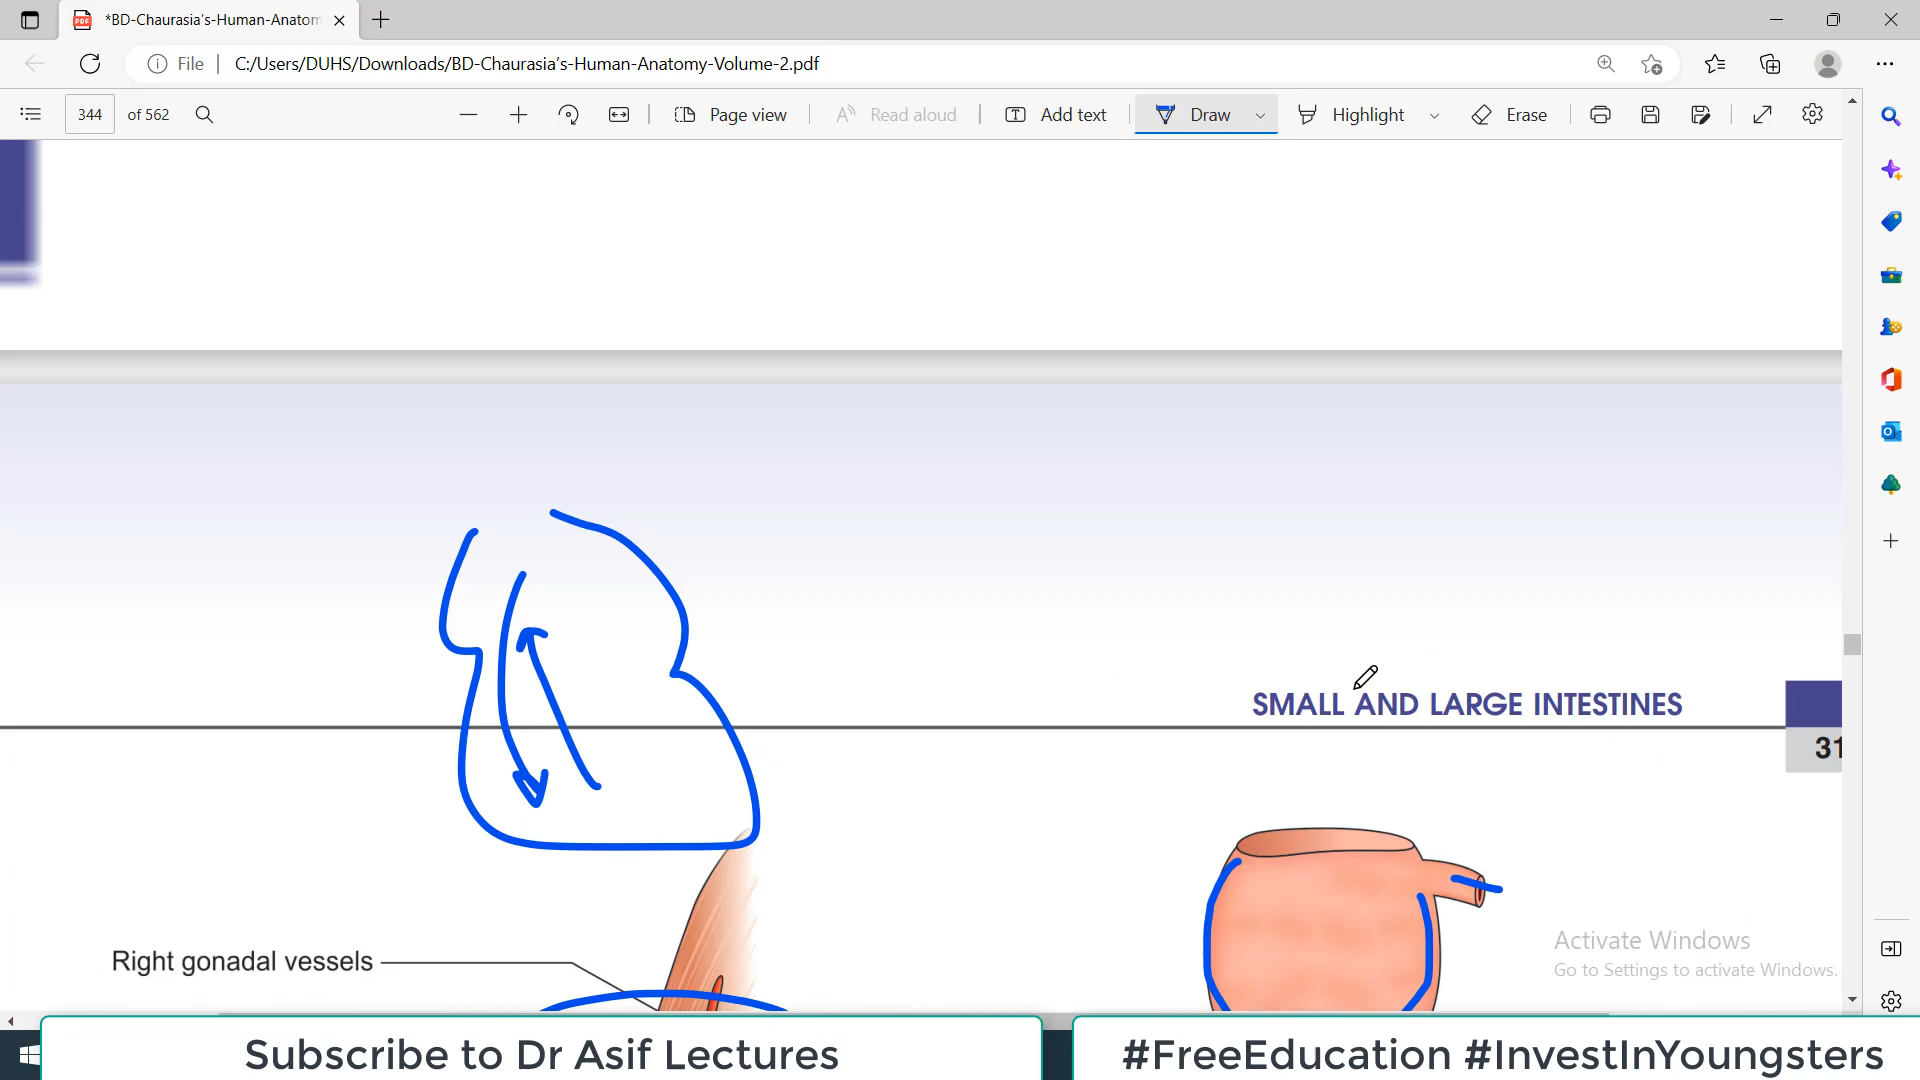 *BD-Chaurasia's-Human-Anatom
File
C:/Users/DUHS/Downloads/BD-Chaurasia's-Human-Anatomy-Volume-2.pdf
344 of 562
Page view
Read aloud
Add text
Draw
Highlight
Erase
SMALL AND LARGE INTESTINES
31
Right gonadal vessels
Activate Windows
Go to Settings to activate Windows.
Subscribe to Dr Asif Lectures
#FreeEducation #InvestInYoungsters